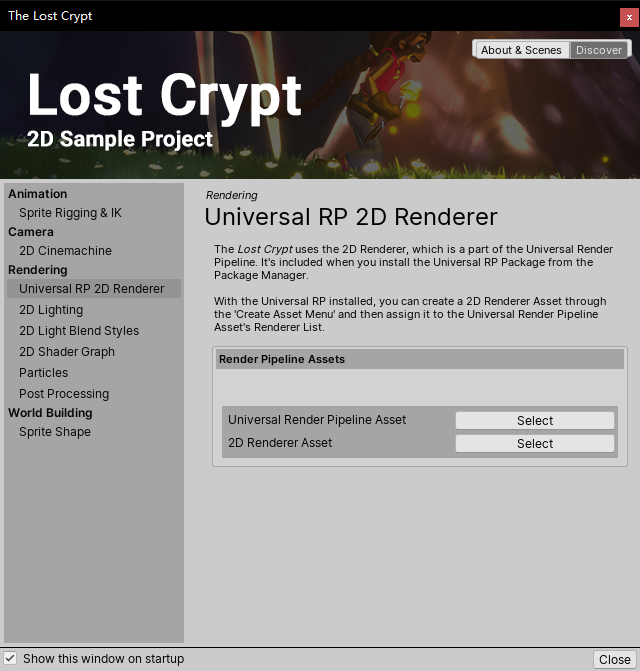 The Lost Crypt
x
About & Scenes
Discover
Lost Crypt
2D Sample Project
Animation
Sprite Rigging & IK
Camera
2D Cinemachine
Rendering
Universal RP 2D Renderer
2D Lighting
2D Light Blend Styles
2D Shader Graph
Particles
Post Processing
World Building
Sprite Shape
Rendering
Universal RP 2D Renderer
The Lost Crypt uses the 2D Renderer, which is a part of the Universal Render
Pipeline. It's included when you install the Universal RP Package from the
Package Manager.
With the Universal RP installed, you can create a 2D Renderer Asset through
the 'Create Asset Menu' and then assign it to the Universal Render Pipeline
Asset's Renderer List.
Render Pipeline Assets
Universal Render Pipeline Asset
Select
2D Renderer Asset
Select
Show this window on startup
Close